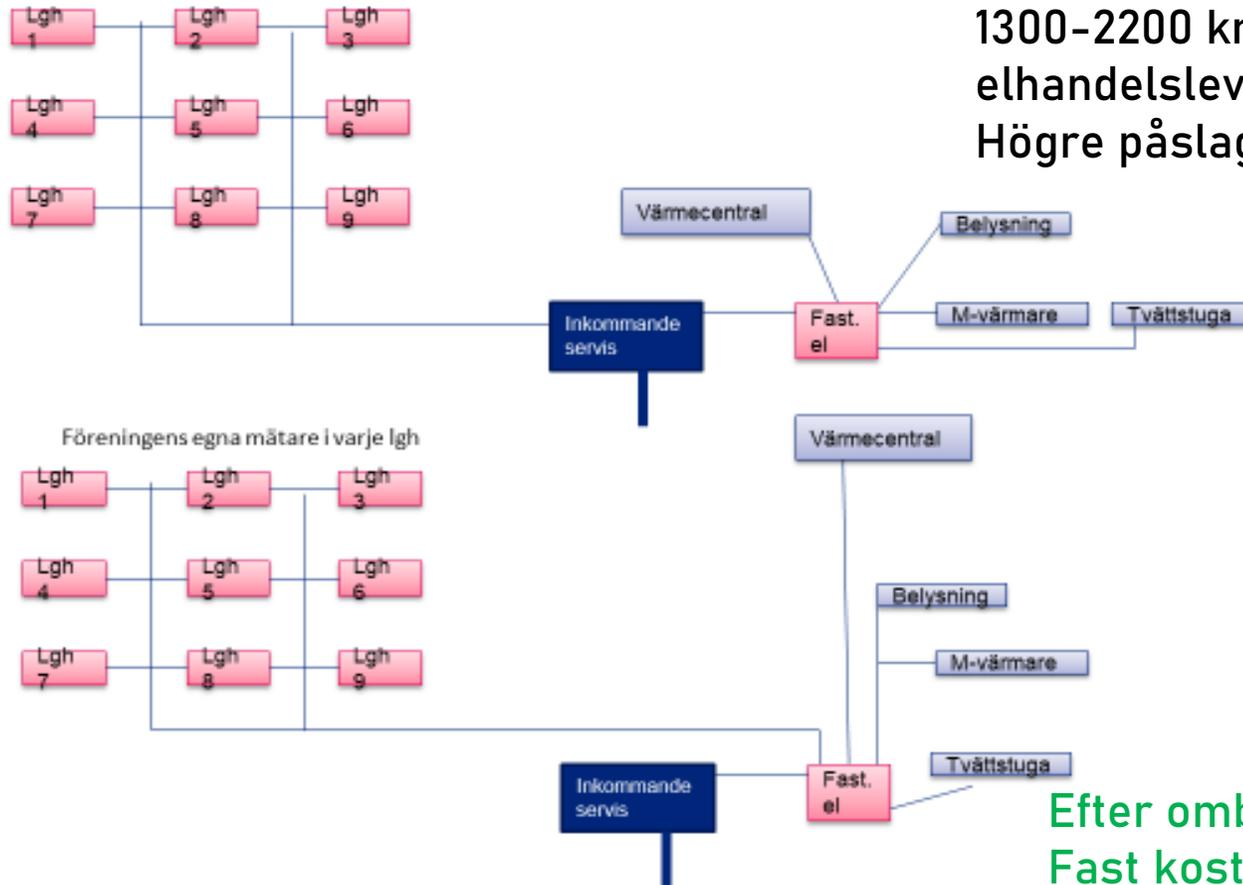 Lgh
1
Lgh
2
Lgh
3
Lgh
4
Lgh
5
Lgh
6
Lgh
7
Lgh
8
Lgh
9
1300-2200 kr
elhandelslev
Högre påslag
Värmecentral
Belysning
Inkommande
servis
Fast.
el
M-värmare
Tvättstuga
Föreningens egna mätare i varje lgh
Lgh
1
Lgh
2
Lgh
3
Lgh
4
Lgh
5
Lgh
6
Lgh
7
Lgh
8
Lgh
9
Värmecentral
Belysning
M-värmare
Tvättstuga
Inkommande
servis
Fast.
el
Efter omb
Fast kost